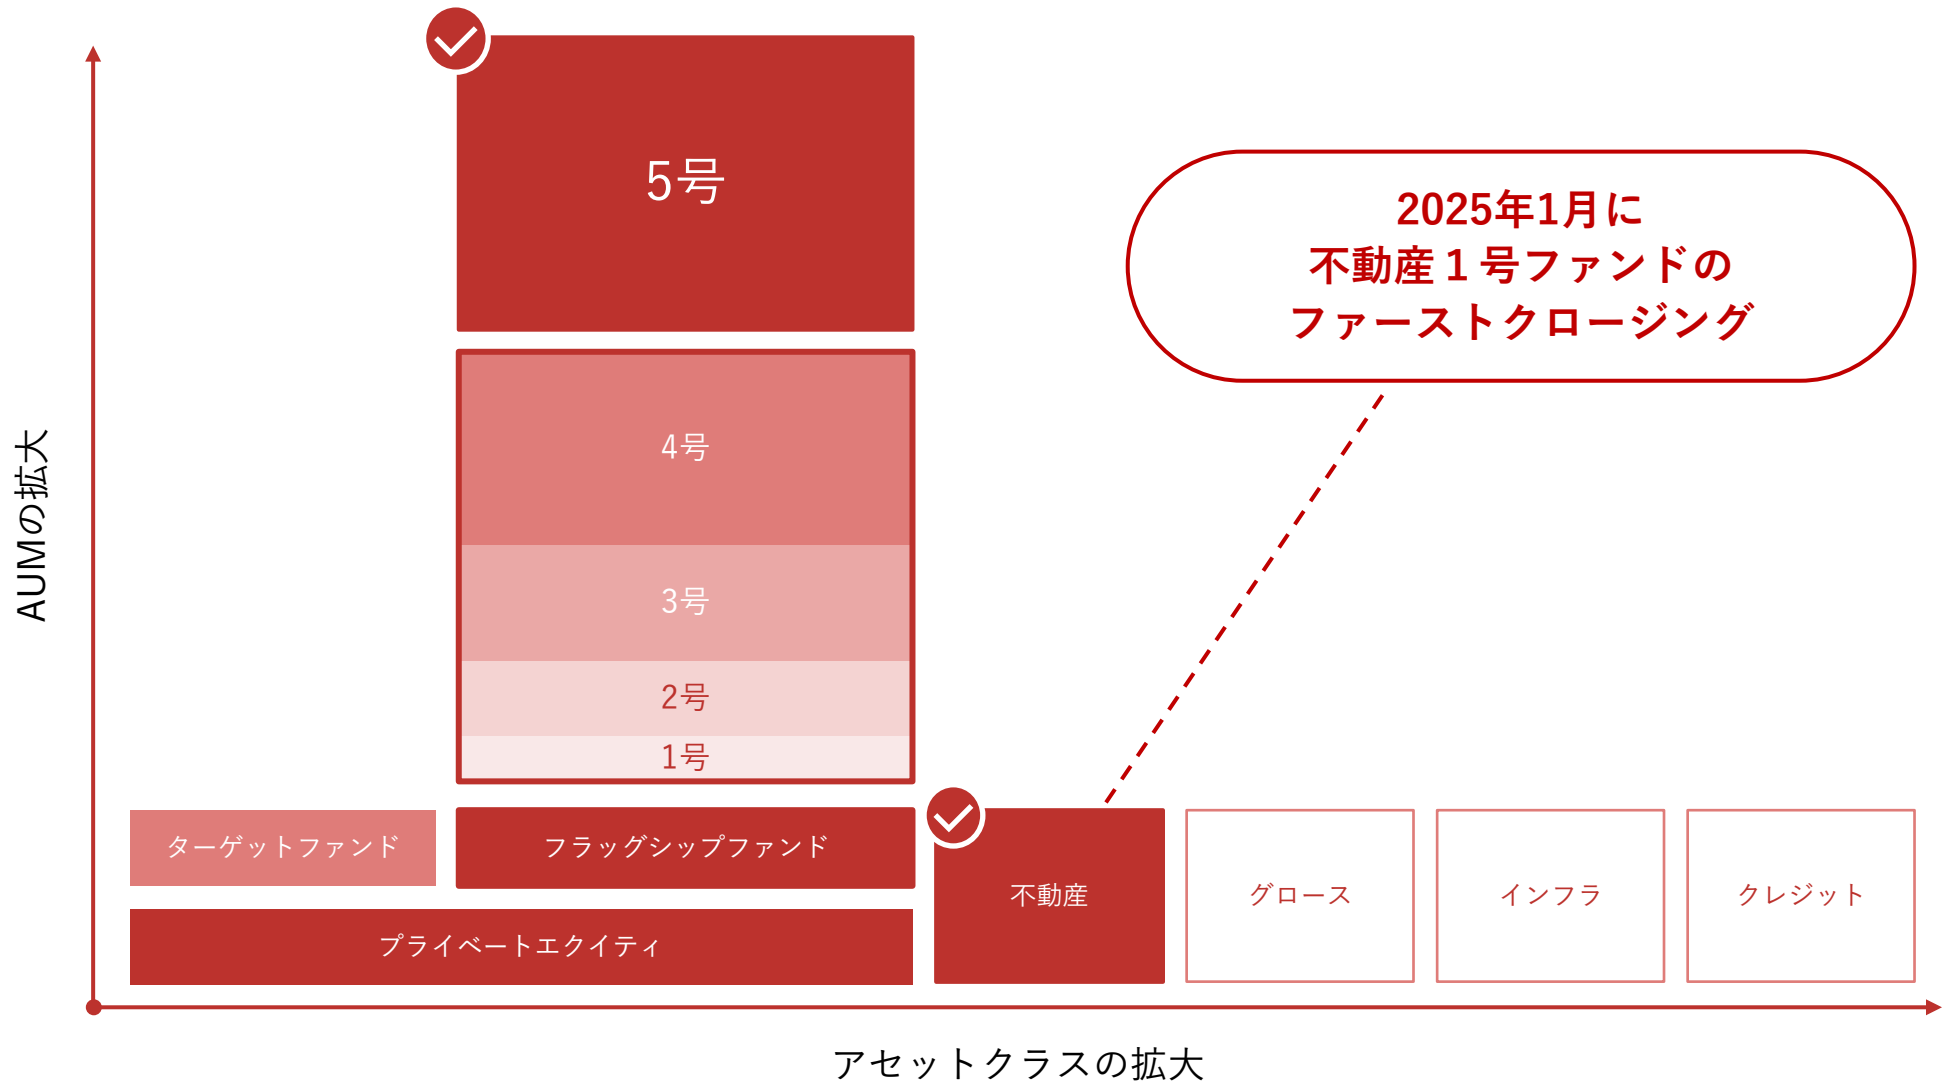 5号
2025年1月に
不動産１号ファンドの
ファーストクロージング
4号
3号
2号
1号
AUMの拡大
ターゲットファンド
フラッグシップファンド
プライベートエクイティ
不動産
グロース
インフラ
クレジット
アセットクラスの拡大